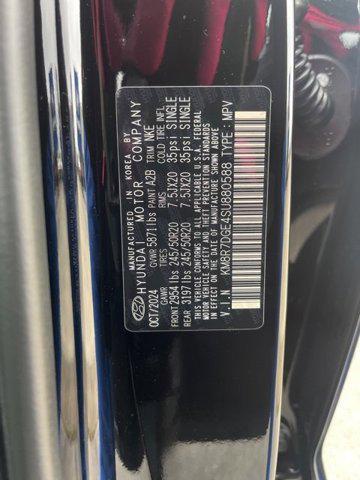 MANUFACTURED IN KOREA BY
HYUNDAI MOTOR COMPANY
OCT/2024 GVWR 5871 lbs PAINT A2B TRIM NKE
GAWR TIRE RIMS COLD TIRE INFL.
FRONT 2954 lbs 245/50R20 7.5JX20 35psi SINGLE
REAR 3197 lbs 245/50R20 7.5JX20 35psi SINGLE
THIS VEHICLE CONFORMS TO ALL APPLICABLE U.S.A. FEDERAL
MOTOR VEHICLE SAFETY AND THEFT PREVENTION STANDARDS
IN EFFECT ON THE DATE OF MANUFACTURE SHOWN ABOVE.
V.I.N : KM8R7DGE4SU860588 TYPE : MPV